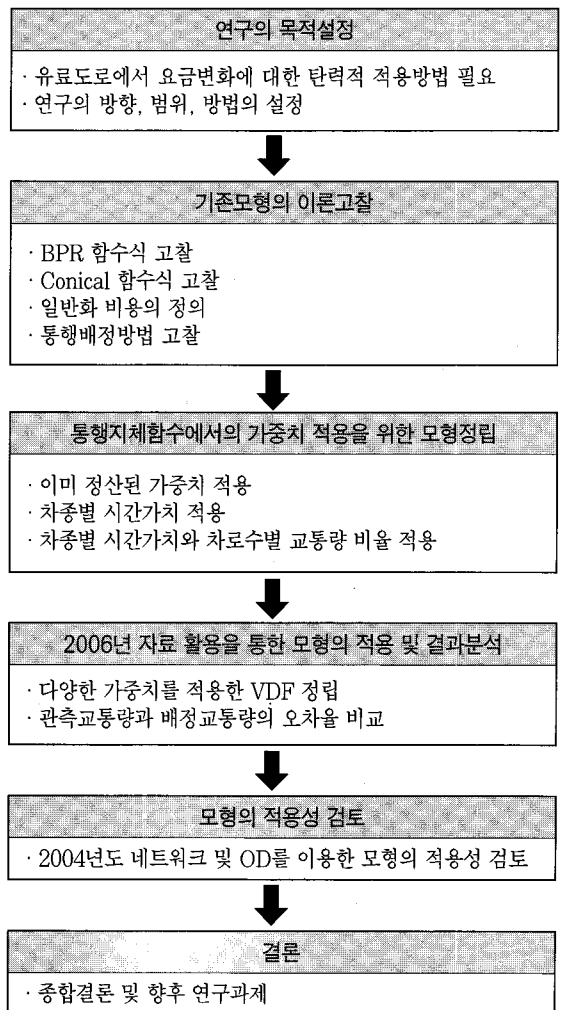 연구의 목적설정
· 유료도로에서 요금변화에 대한 탄력적 적용방법 필요
· 연구의 방향, 범위, 방법의 설정
기존모형의 이론고찰
· BPR 함수식 고찰
· Conical 함수식 고찰
· 일반화 비용의 정의
· 통행배정방법 고찰
통행지체함수에서의 가중치 적용을 위한 모형정립
· 이미 정산된 가중치 적용
· 차종별 시간가치 적용
· 차종별 시간가치와 차로수별 교통량 비율 적용
2006년 자료 활용을 통한 모형의 적용 및 결과분석
· 다양한 가중치를 적용한 VDF 정립
· 관측교통량과 배정교통량의 오차율 비교
모형의 적용성 검토
· 2004년도 네트워크 및 OD를 이용한 모형의 적용성 검토
결론
· 종합결론 및 향후 연구과제